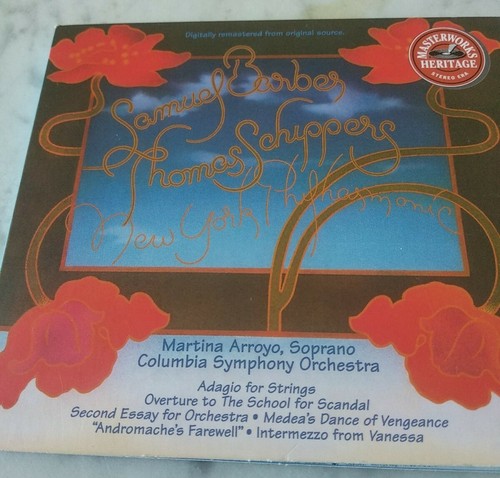 Digitally remastered from original source.
MASTERWORKS
HERITAGE
STEREO ERA
Samuel Barber
Thomas Schippers
New York Philharmonic
Martina Arroyo, Soprano
Columbia Symphony Orchestra
Adagio for Strings
Overture to The School for Scandal
Second Essay for Orchestra • Medea's Dance of Vengeance
"Andromache's Farewell" • Intermezzo from Vanessa